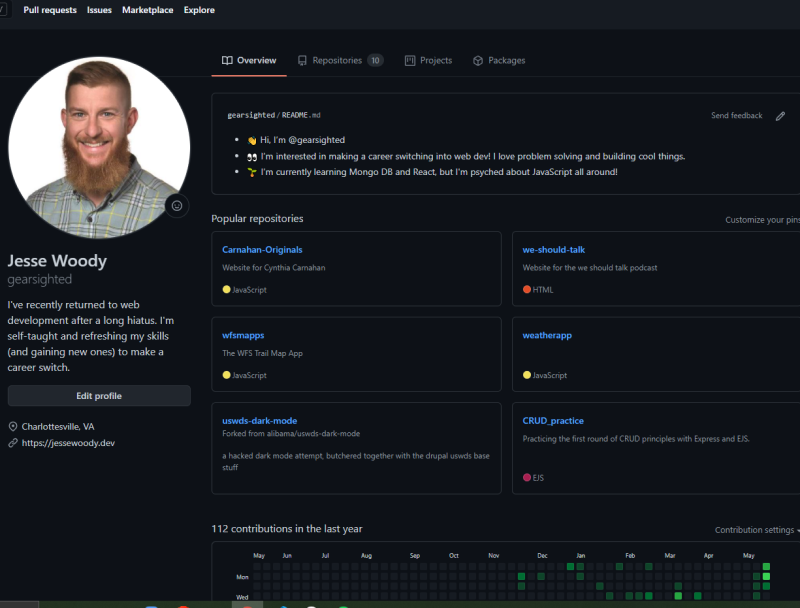 Pull requests Issues Marketplace Explore
Overview Repositories 10 Projects Packages
gearsighted/README.md Send feedback
👋 Hi, I'm @gearsighted
👀 I'm interested in making a career switching into web dev! I love problem solving and building cool things.
🌱 I'm currently learning Mongo DB and React, but I'm psyched about JavaScript all around!
Jesse Woody
gearsighted
I've recently returned to web
development after a long hiatus. I'm
self-taught and refreshing my skills
(and gaining new ones) to make a
career switch.
Edit profile
Charlottesville, VA
https://jessewoody.dev
Popular repositories Customize your pins
Carnahan-Originals
Website for Cynthia Carnahan
JavaScript
we-should-talk
Website for the we should talk podcast
HTML
wfsmapps
The WFS Trail Map App
JavaScript
weatherapp
JavaScript
uswds-dark-mode
Forked from alibama/uswds-dark-mode
a hacked dark mode attempt, butchered together with the drupal uswds base
stuff
CRUD_practice
Practicing the first round of CRUD principles with Express and EJS.
EJS
112 contributions in the last year Contribution settings
May Jun Jul Aug Sep Oct Nov Dec Jan Feb Mar Apr May
Mon
Wed